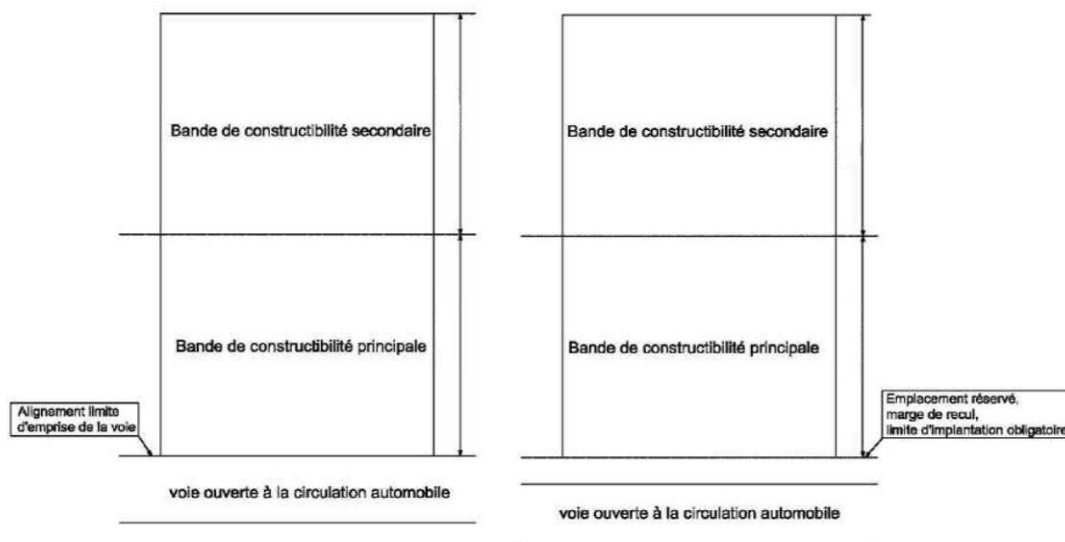 Bande de constructibilité secondaire
Bande de constructibilité principale
Alignement limite
d'emprise de la voie
voie ouverte à la circulation automobile
Bande de constructibilité secondaire
Bande de constructibilité principale
Emplacement réservé,
marge de recul,
limite d'implantation obligatoire
voie ouverte à la circulation automobile